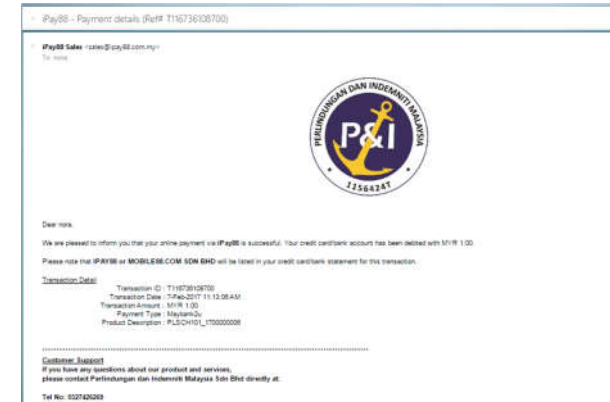 iPay88 - Payment details (Ref# T116736108700)
iPay88 Sales <sales@ipay88.com.my>
To: nora
PERLINDUNGAN DAN INDEMNITI MALAYSIA
P&I
1156424T
Dear nora,
We are pleased to inform you that your online payment via iPay88 is successful. Your credit card/bank account has been debited with MYR 1.00.
Please note that IPAY88 or MOBILE88.COM SDN BHD will be listed in your credit card/bank statement for this transaction.
Transaction Detail
Transaction ID : T116736108700
Transaction Date : 7-Feb-2017 11:13:06 AM
Transaction Amount : MYR 1.00
Payment Type : Maybank2u
Product Description : PLSCH101_1700000006
Customer Support
If you have any questions about our product and services,
please contact Perlindungan dan Indemniti Malaysia Sdn Bhd directly at:
Tel No: 0327426269